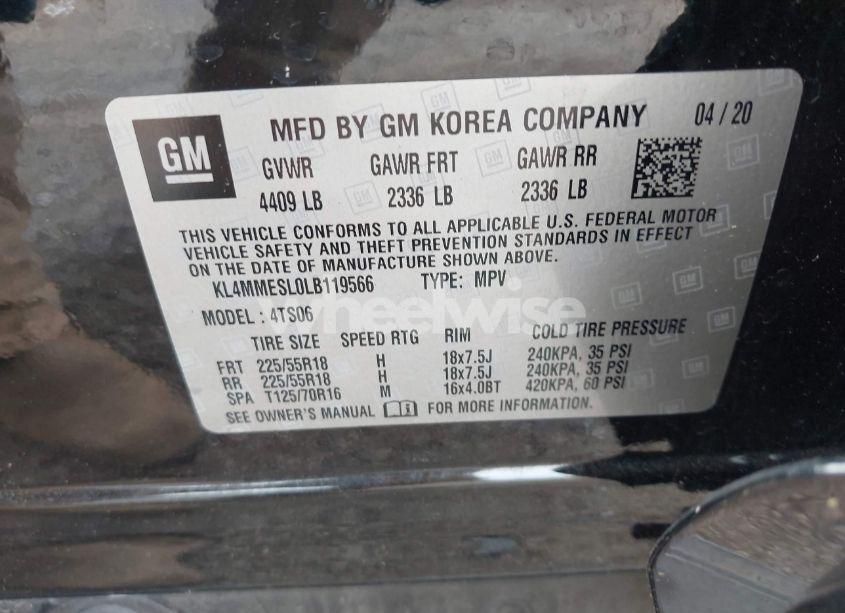 GM MFD BY GM KOREA COMPANY 04 / 20
GVWR GAWR FRT GAWR RR
4409 LB 2336 LB 2336 LB
THIS VEHICLE CONFORMS TO ALL APPLICABLE U.S. FEDERAL MOTOR
VEHICLE SAFETY AND THEFT PREVENTION STANDARDS IN EFFECT
ON THE DATE OF MANUFACTURE SHOWN ABOVE.
KL4MMESL0LB119566 TYPE: MPV
wheelwise
MODEL : 4TS06
TIRE SIZE SPEED RTG RIM COLD TIRE PRESSURE
FRT 225/55R18 H 18x7.5J 240KPA, 35 PSI
RR 225/55R18 H 18x7.5J 240KPA, 35 PSI
SPA T125/70R16 M 16x4.0BT 420KPA, 60 PSI
SEE OWNER'S MANUAL FOR MORE INFORMATION.